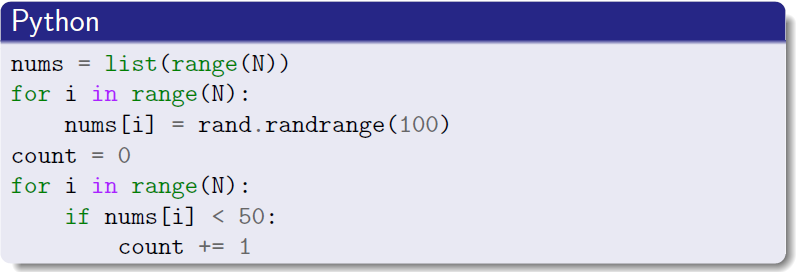 Python
nums = list(range(N))
for i in range(N):
    nums[i] = rand.randrange(100)
count = 0
for i in range(N):
    if nums[i] < 50:
        count += 1